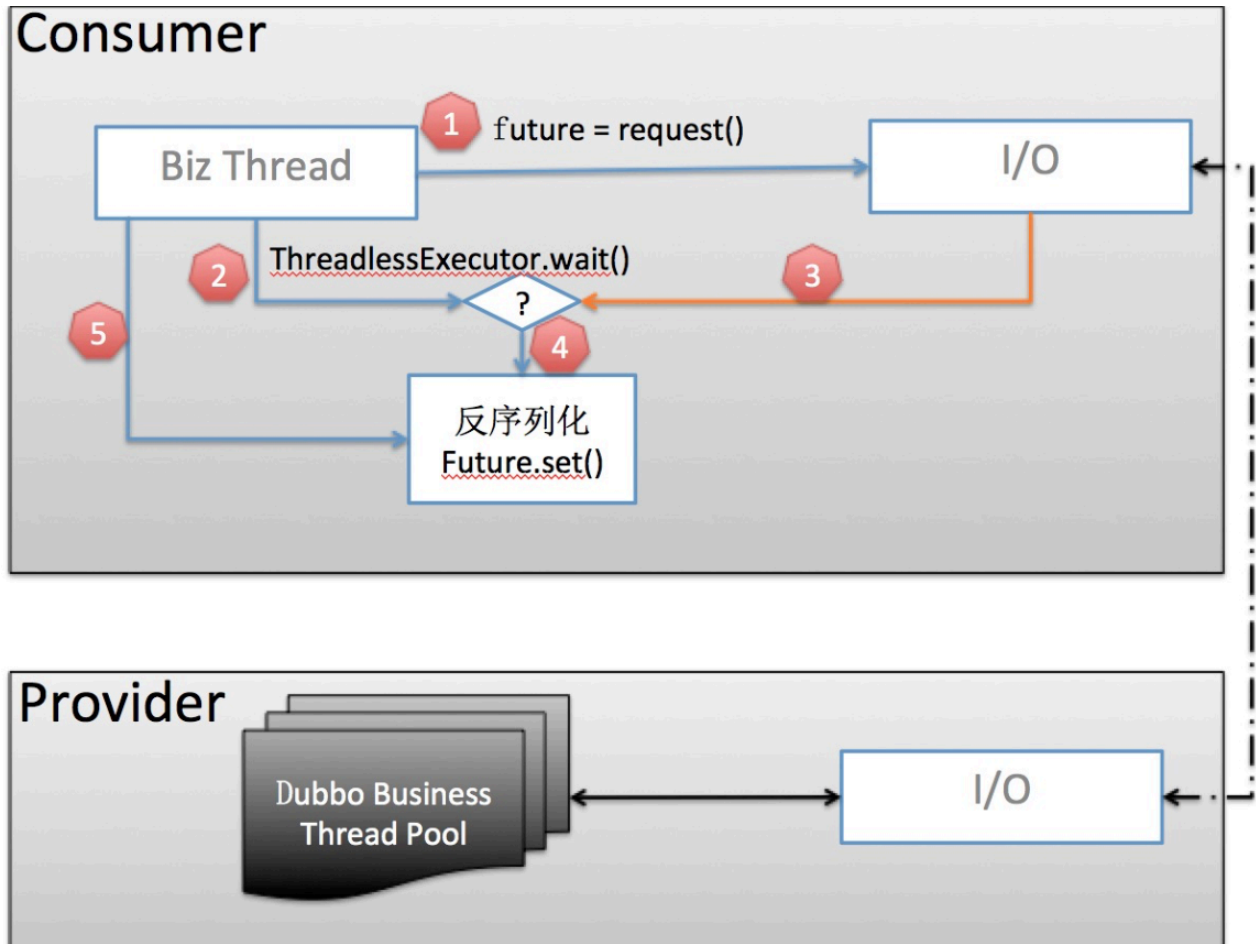 Consumer
1
future = request()
Biz Thread
I/O
2
ThreadlessExecutor.wait()
3
?
5
4
反序列化
Future.set()
Provider
Dubbo Business
Thread Pool
I/O